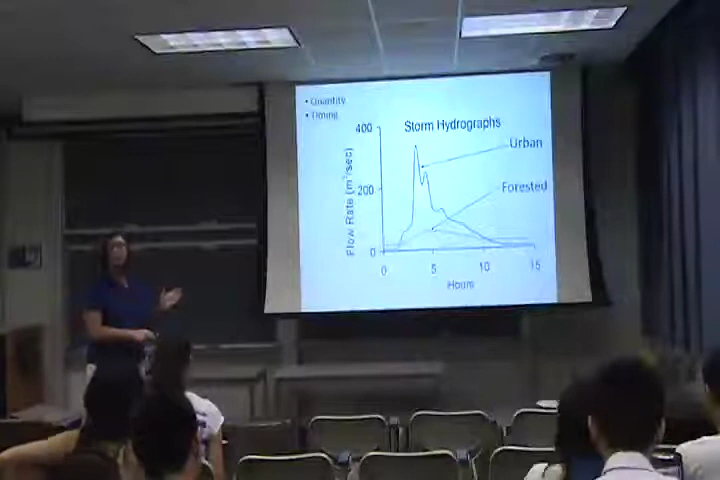 • Quantity
• Timing
Storm Hydrographs
400
200
0
Flow Rate (m³/sec)
Urban
Forested
0 5 10 15
Hours